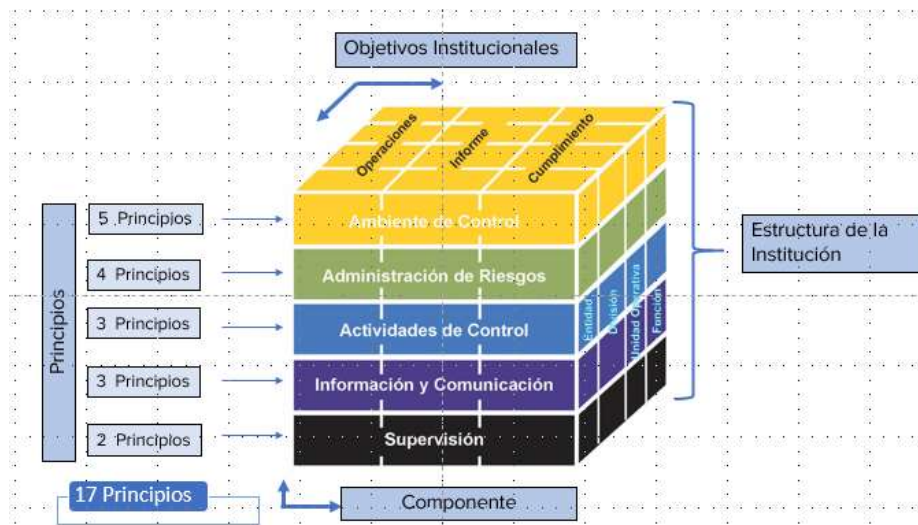 Objetivos Institucionales
Operaciones
Informe
Cumplimiento
5 Principios
Ambiente de Control
4 Principios
Administración de Riesgos
3 Principios
Actividades de Control
3 Principios
Información y Comunicación
2 Principios
Supervisión
Principios
Entidad
División
Unidad Operativa
Función
Estructura de la
Institución
17 Principios
Componente